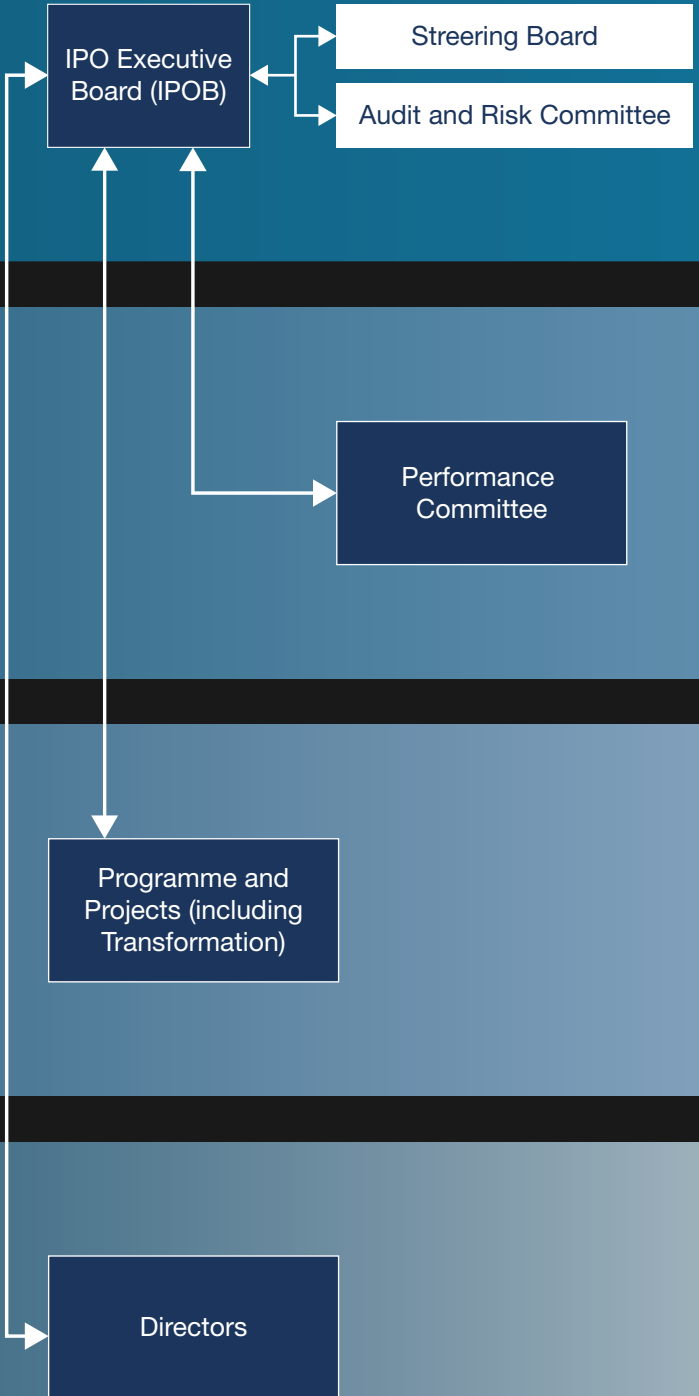 IPO Executive
Board (IPOB)
Streering Board
Audit and Risk Committee
Performance
Committee
Programme and
Projects (including
Transformation)
Directors